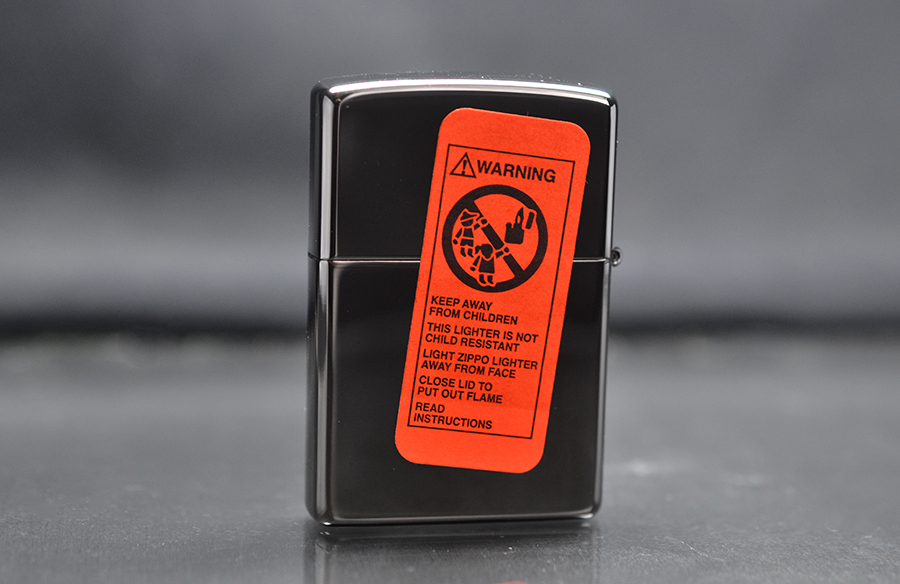 WARNING
KEEP AWAY
FROM CHILDREN
THIS LIGHTER IS NOT
CHILD RESISTANT
LIGHT ZIPPO LIGHTER
AWAY FROM FACE
CLOSE LID TO
PUT OUT FLAME
READ
INSTRUCTIONS